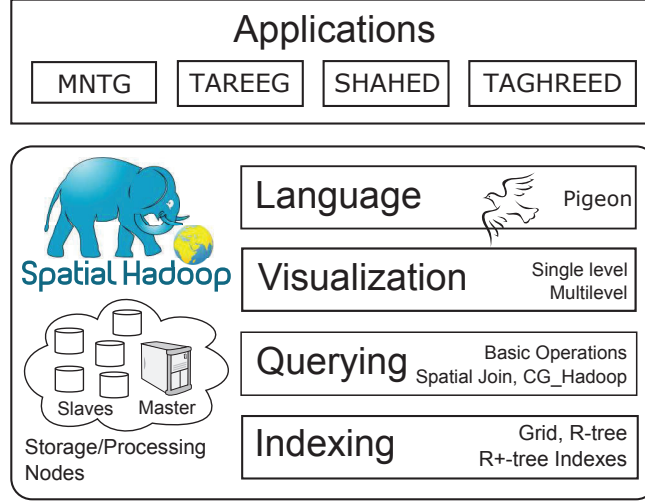 Applications
MNTG TAREEG SHAHED TAGHREED
Spatial Hadoop
Language Pigeon
Visualization Single level
Multilevel
Querying Basic Operations
Spatial Join, CG_Hadoop
Slaves Master
Storage/Processing
Nodes
Indexing Grid, R-tree
R+-tree Indexes